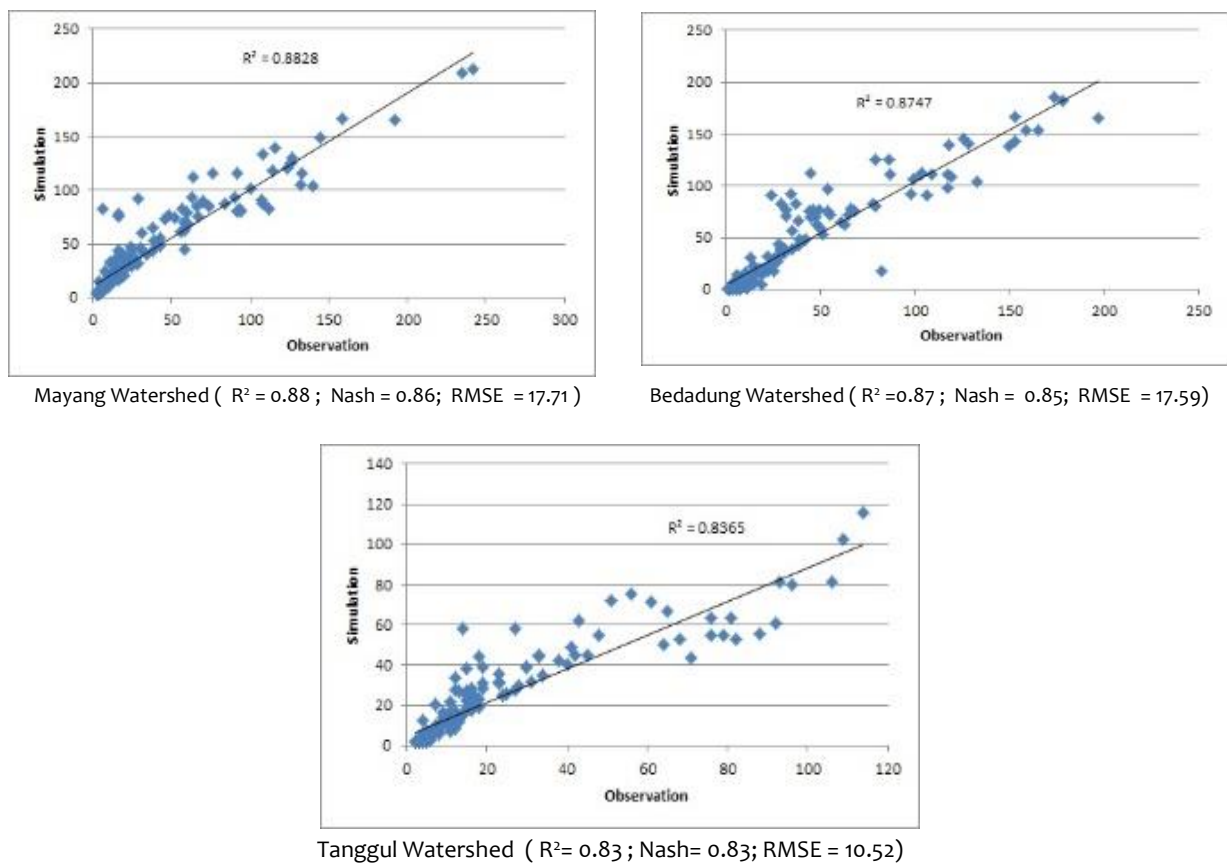 250
200
150
100
50
0
Simulation
R² = 0.8828
0 50 100 150 200 250 300
Observation
Mayang Watershed ( R² = 0.88 ; Nash = 0.86; RMSE = 17.71 )
250
200
150
100
50
0
Simulation
R² = 0.8747
0 50 100 150 200 250
Observation
Bedadung Watershed ( R² =0.87 ; Nash = 0.85; RMSE = 17.59)
140
120
100
80
60
40
20
0
Simulation
R² = 0.8365
0 20 40 60 80 100 120
Observation
Tanggul Watershed ( R²= 0.83 ; Nash= 0.83; RMSE = 10.52)